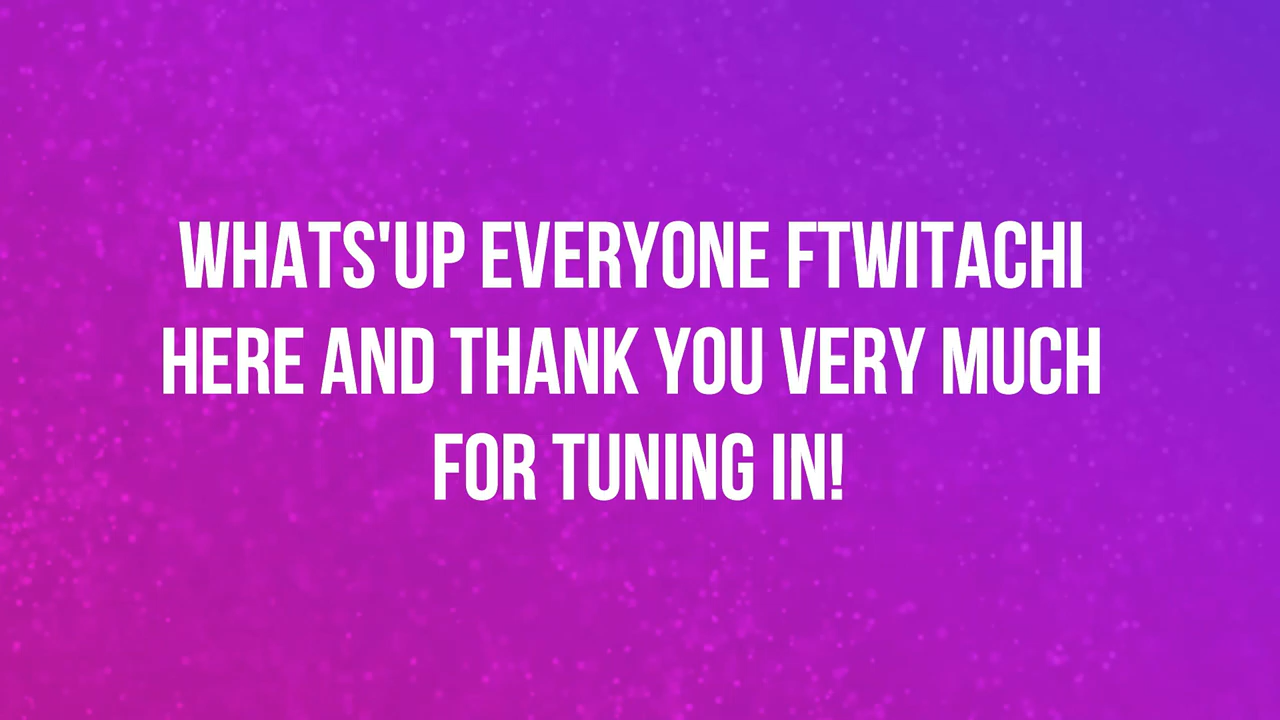 WHATS'UP EVERYONE FTWITACHI
HERE AND THANK YOU VERY MUCH
FOR TUNING IN!